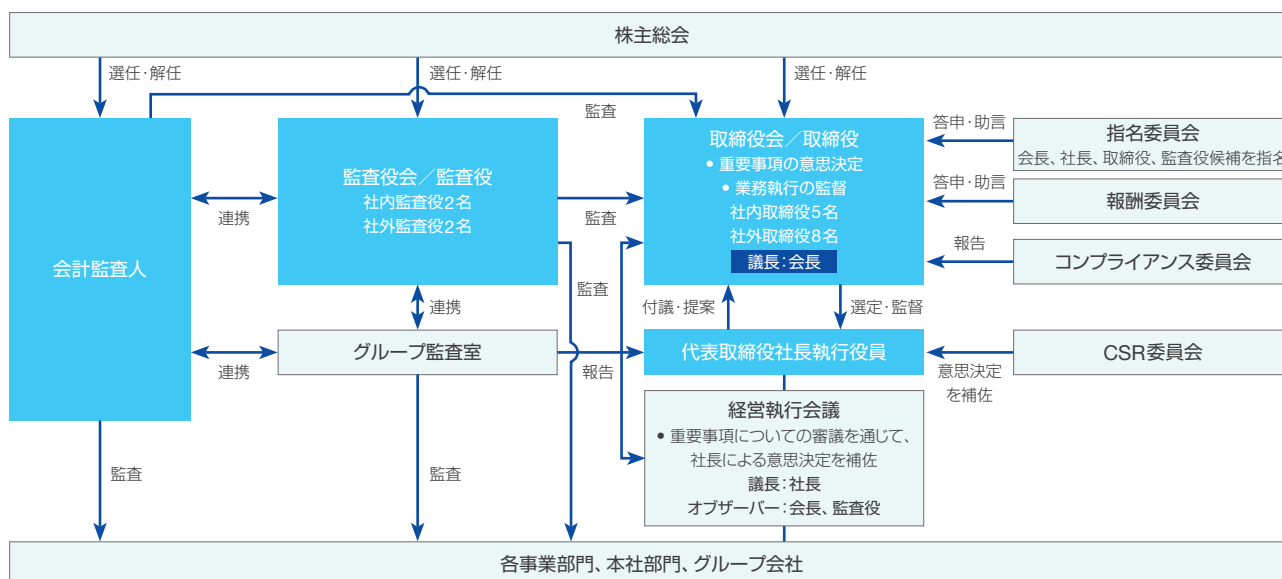 株主総会
選任・解任
選任・解任
選任・解任
監査
会計監査人
連携
監査役会／監査役
社内監査役2名
社外監査役2名
監査
取締役会／取締役
• 重要事項の意思決定
• 業務執行の監督
社内取締役5名
社外取締役8名
議長：会長
答申・助言
指名委員会
会長、社長、取締役、監査役候補を指名
答申・助言
報酬委員会
報告
コンプライアンス委員会
監査
連携
付議・提案
選定・監督
連携
グループ監査室
報告
代表取締役社長執行役員
意思決定
を補佐
CSR委員会
経営執行会議
• 重要事項についての審議を通じて、
社長による意思決定を補佐
議長：社長
オブザーバー：会長、監査役
監査
監査
各事業部門、本社部門、グループ会社